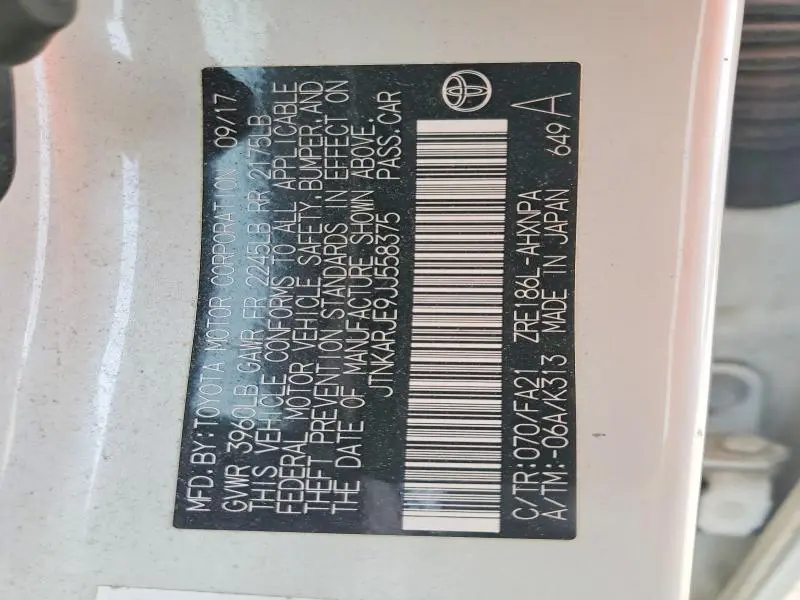 MFD.BY:TOYOTA MOTOR CORPORATION 09/17
GVWR 3960LB GAWR FR 2245LB RR 2175LB
THIS VEHICLE CONFORMS TO ALL APPLICABLE
FEDERAL MOTOR VEHICLE SAFETY, BUMPER, AND
THEFT PREVENTION STANDARDS IN EFFECT ON
THE DATE OF MANUFACTURE SHOWN ABOVE.
JTNKARJE9JJ556375 PASS.CAR
C/TR:070/FA21 ZRE186L-AHXNPA
A/TM:-06A/K313 MADE IN JAPAN 649 A